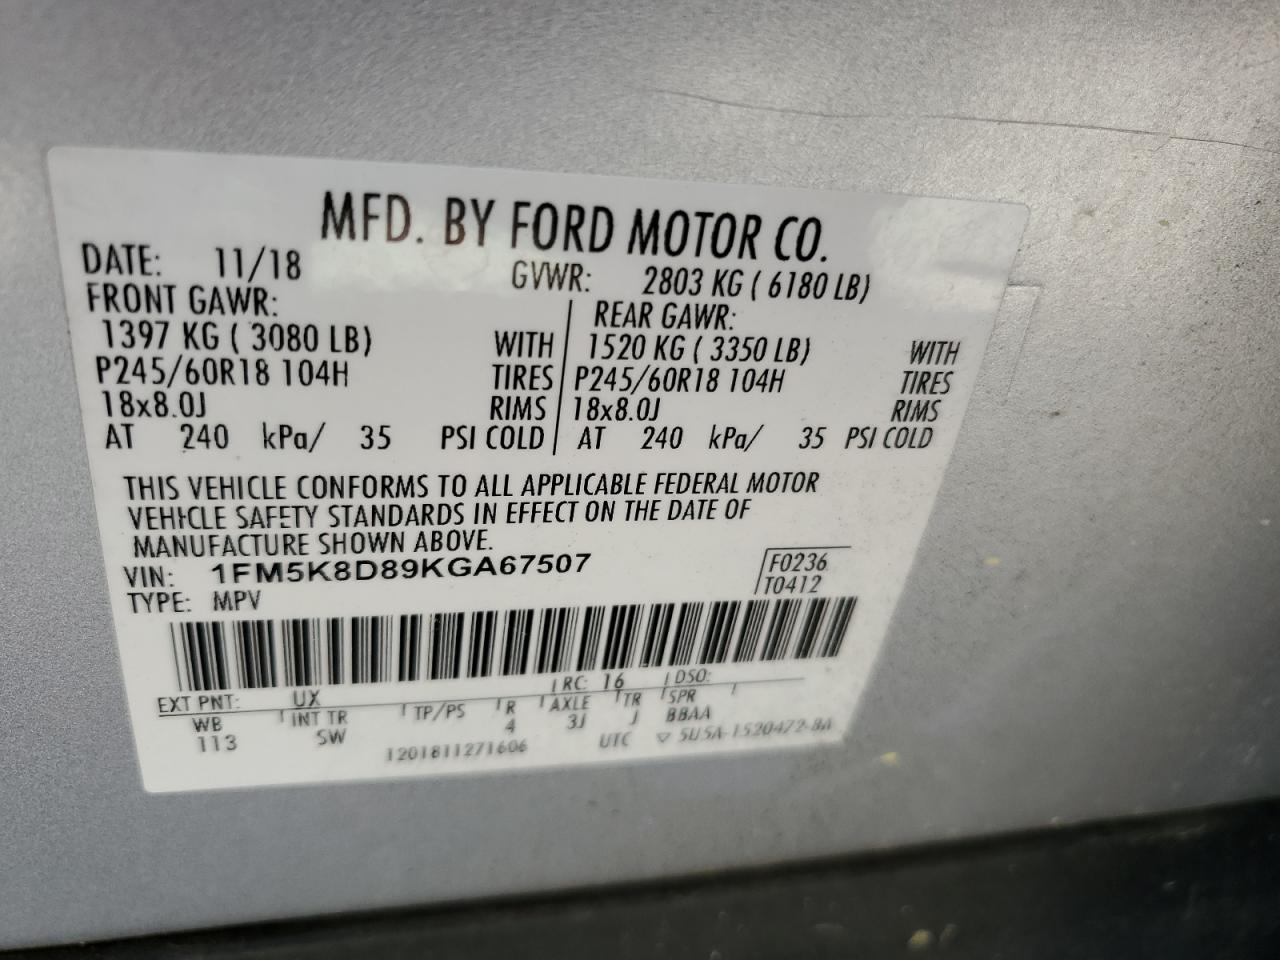 MFD. BY FORD MOTOR CO.
DATE: 11/18 GVWR: 2803 KG ( 6180 LB)
FRONT GAWR: REAR GAWR:
1397 KG ( 3080 LB) WITH 1520 KG ( 3350 LB) WITH
P245/60R18 104H TIRES P245/60R18 104H TIRES
18x8.0J RIMS 18x8.0J RIMS
AT 240 kPa/ 35 PSI COLD AT 240 kPa/ 35 PSI COLD
THIS VEHICLE CONFORMS TO ALL APPLICABLE FEDERAL MOTOR
VEHICLE SAFETY STANDARDS IN EFFECT ON THE DATE OF
MANUFACTURE SHOWN ABOVE.
VIN: 1FM5K8D89KGA67507 F0236
TYPE: MPV T0412
EXT PNT: UX RC: 16 DSO:
WB INT TR TP/PS R AXLE TR SPR
113 SW 4 3J J BBAA
1201811271606 UTC ▽ 5U5A-1520472-BA